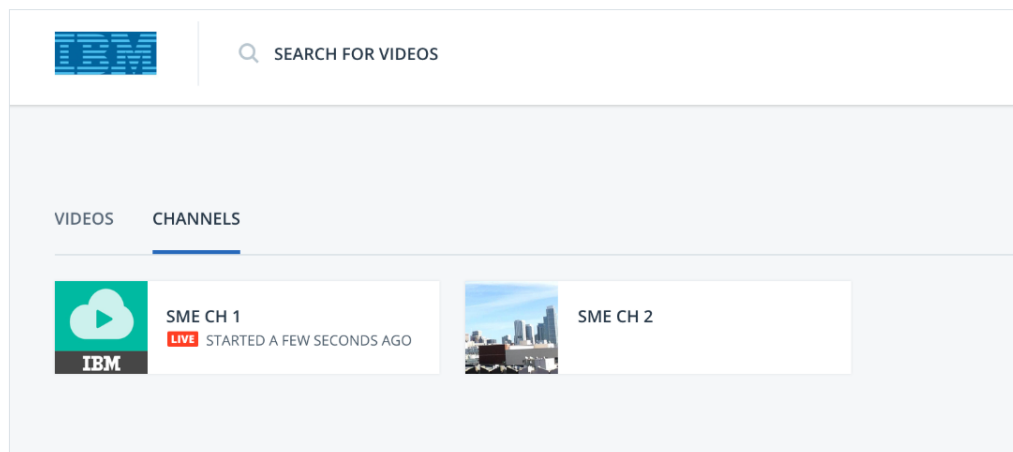 IBM
SEARCH FOR VIDEOS
VIDEOS
CHANNELS
SME CH 1
LIVE STARTED A FEW SECONDS AGO
IBM
SME CH 2